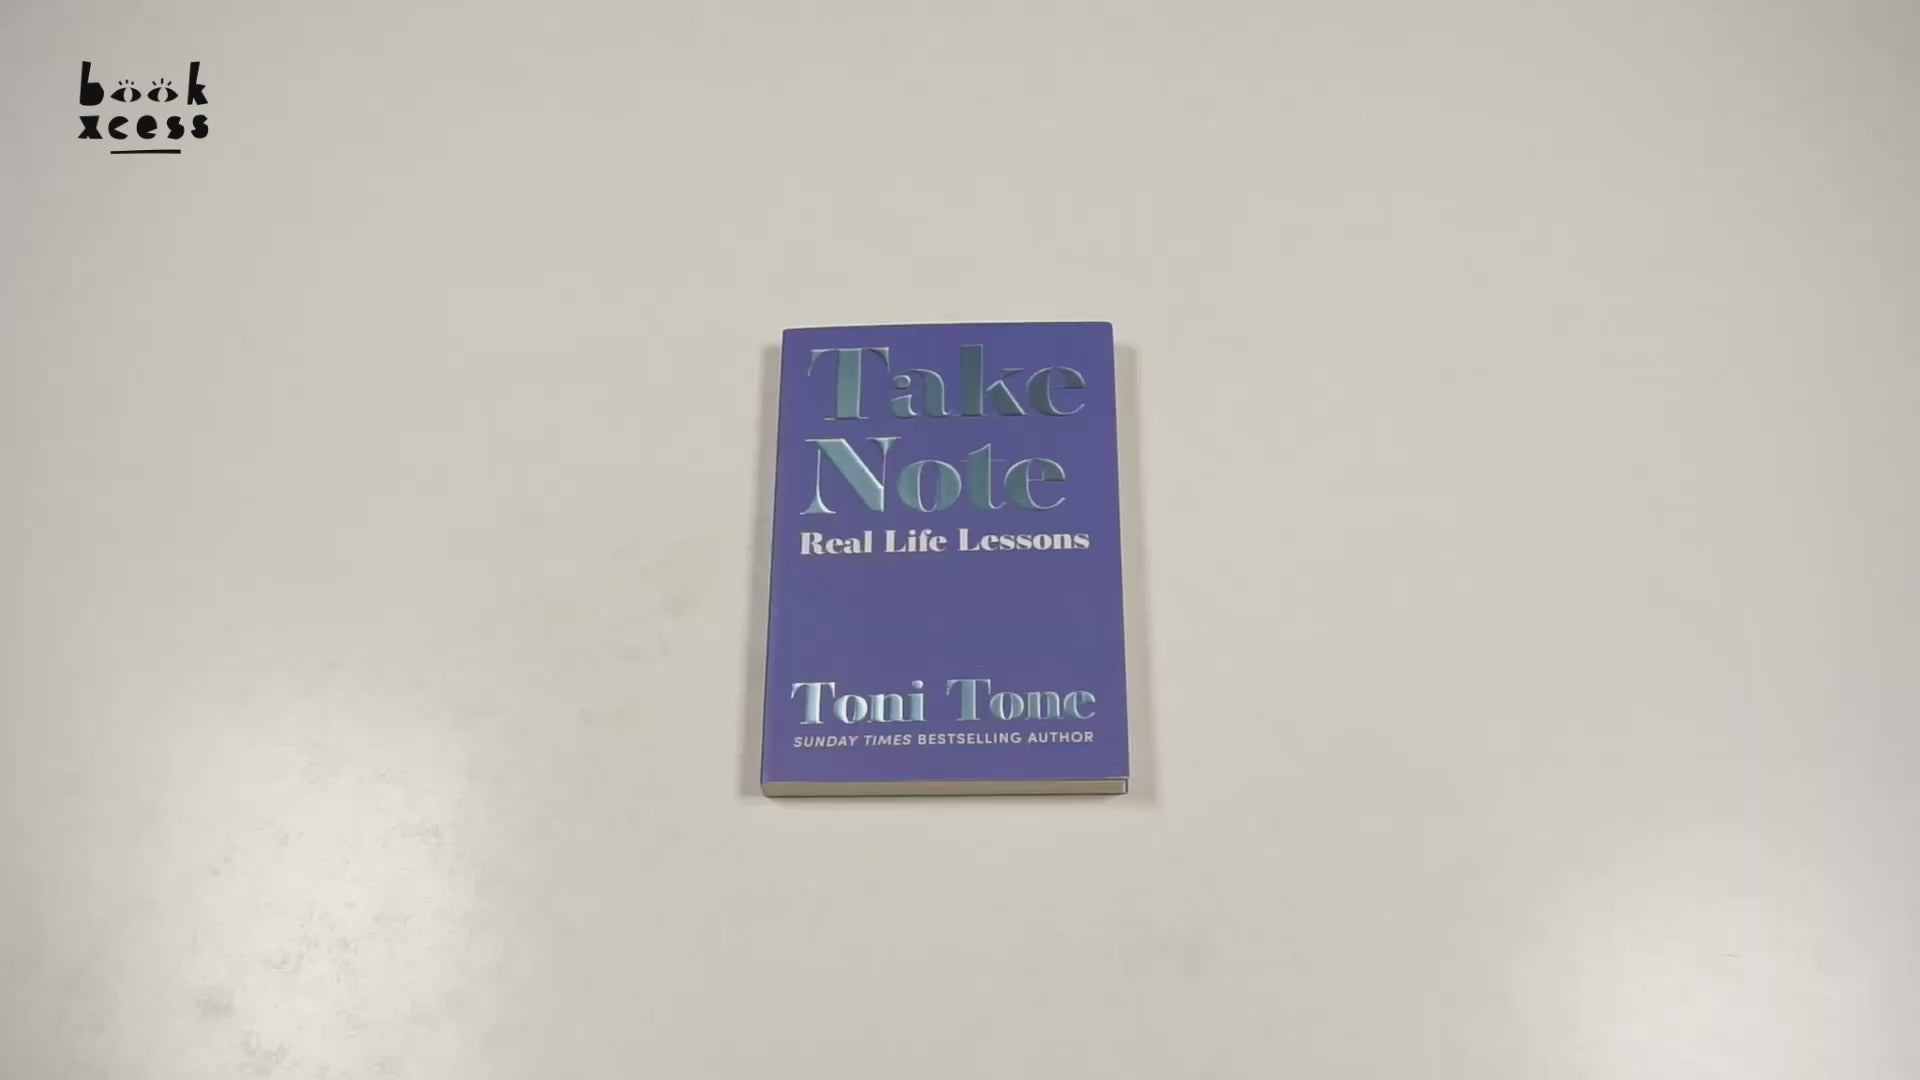 book
xcess
Take
Note
Real Life Lessons
Toni Tone
SUNDAY TIMES BESTSELLING AUTHOR